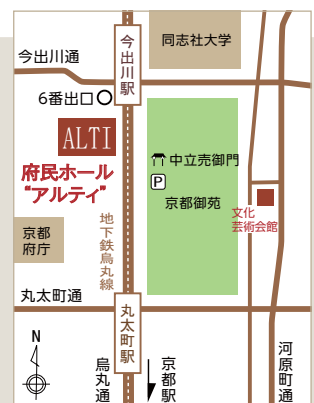 今出川通
今出川駅
同志社大学
6番出口
ALTI
府民ホール
“アルティ”
中立売御門
P
京都御苑
文化
芸術会館
京都
府庁
地下鉄烏丸線
丸太町通
丸太町駅
N
烏丸通
京都駅
河原町通